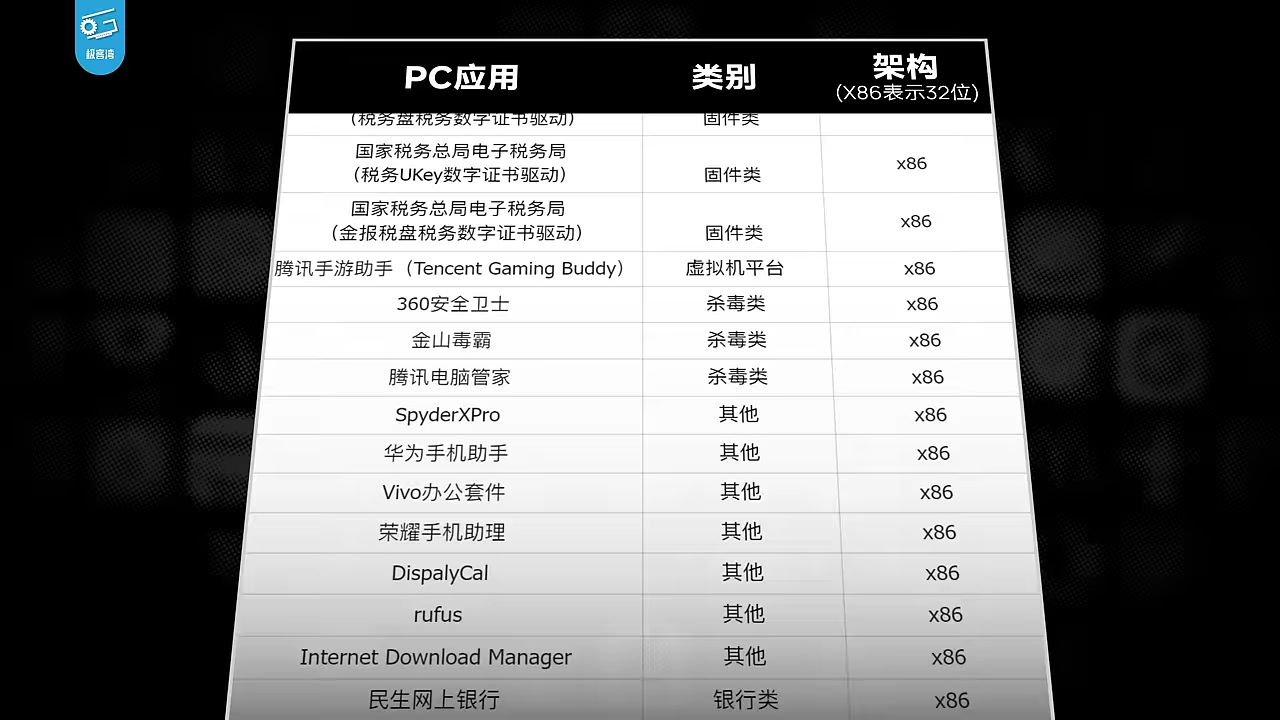 极客湾
PC应用 类别 架构
(X86表示32位)
(税务盘税务数字证书驱动) 固件类
国家税务总局电子税务局
(税务UKey数字证书驱动) 固件类 x86
国家税务总局电子税务局
(金报税盘税务数字证书驱动) 固件类 x86
腾讯手游助手（Tencent Gaming Buddy） 虚拟机平台 x86
360安全卫士 杀毒类 x86
金山毒霸 杀毒类 x86
腾讯电脑管家 杀毒类 x86
SpyderXPro 其他 x86
华为手机助手 其他 x86
Vivo办公套件 其他 x86
荣耀手机助理 其他 x86
DispalyCal 其他 x86
rufus 其他 x86
Internet Download Manager 其他 x86
民生网上银行 银行类 x86